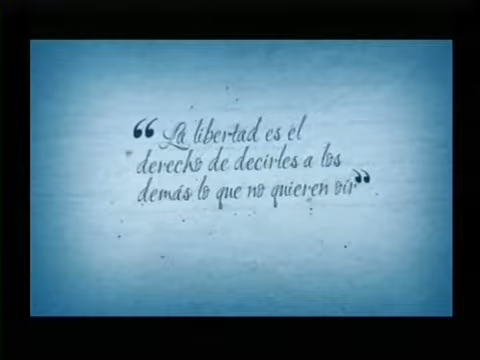 “La libertad es el
derecho de decirles a los
demás lo que no quieren oír”